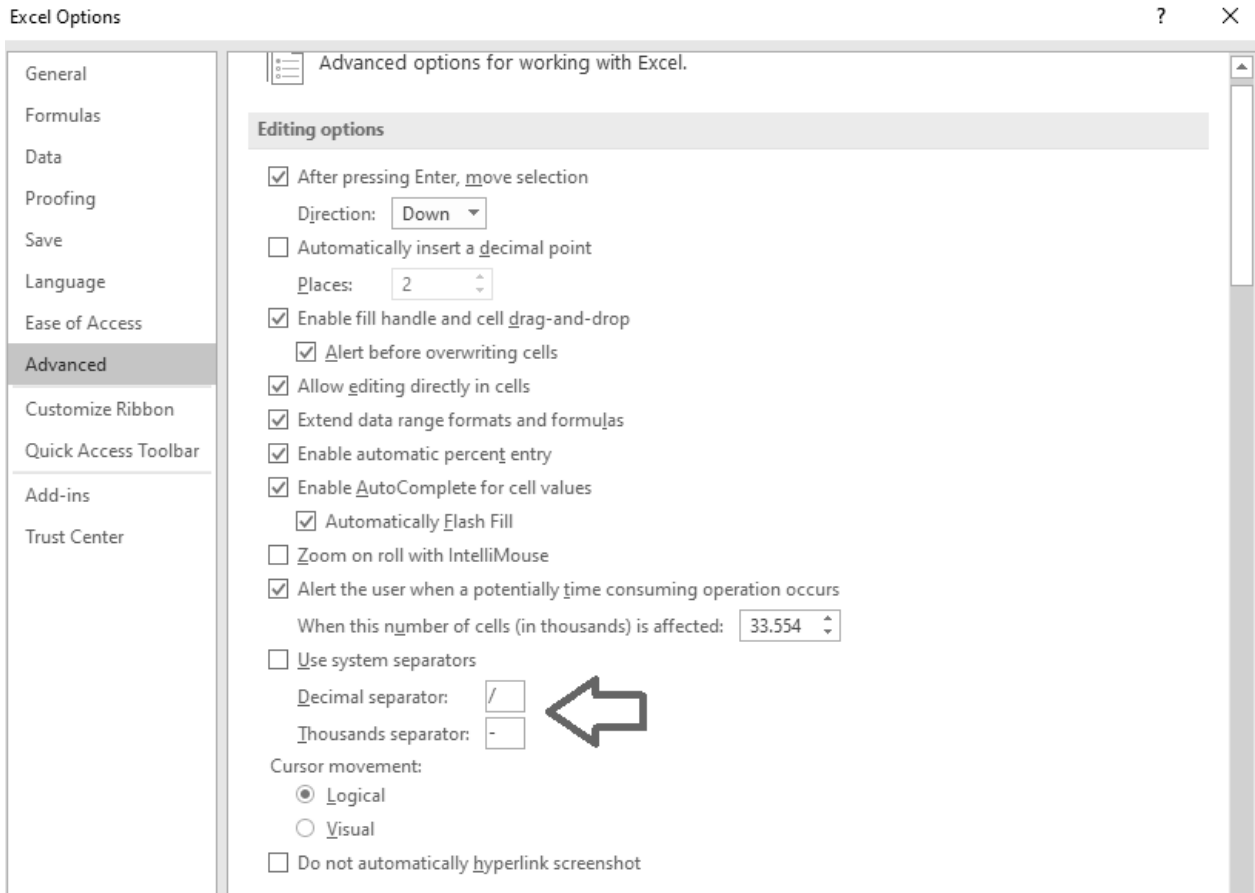 Excel Options
?
General
Formulas
Data
Proofing
Save
Language
Ease of Access
Advanced
Customize Ribbon
Quick Access Toolbar
Add-ins
Trust Center
Advanced options for working with Excel.
Editing options
After pressing Enter, move selection
Direction: Down
Automatically insert a decimal point
Places: 2
Enable fill handle and cell drag-and-drop
Alert before overwriting cells
Allow editing directly in cells
Extend data range formats and formulas
Enable automatic percent entry
Enable AutoComplete for cell values
Automatically Flash Fill
Zoom on roll with IntelliMouse
Alert the user when a potentially time consuming operation occurs
When this number of cells (in thousands) is affected: 33.554
Use system separators
Decimal separator: /
Thousands separator: -
Cursor movement:
Logical
Visual
Do not automatically hyperlink screenshot